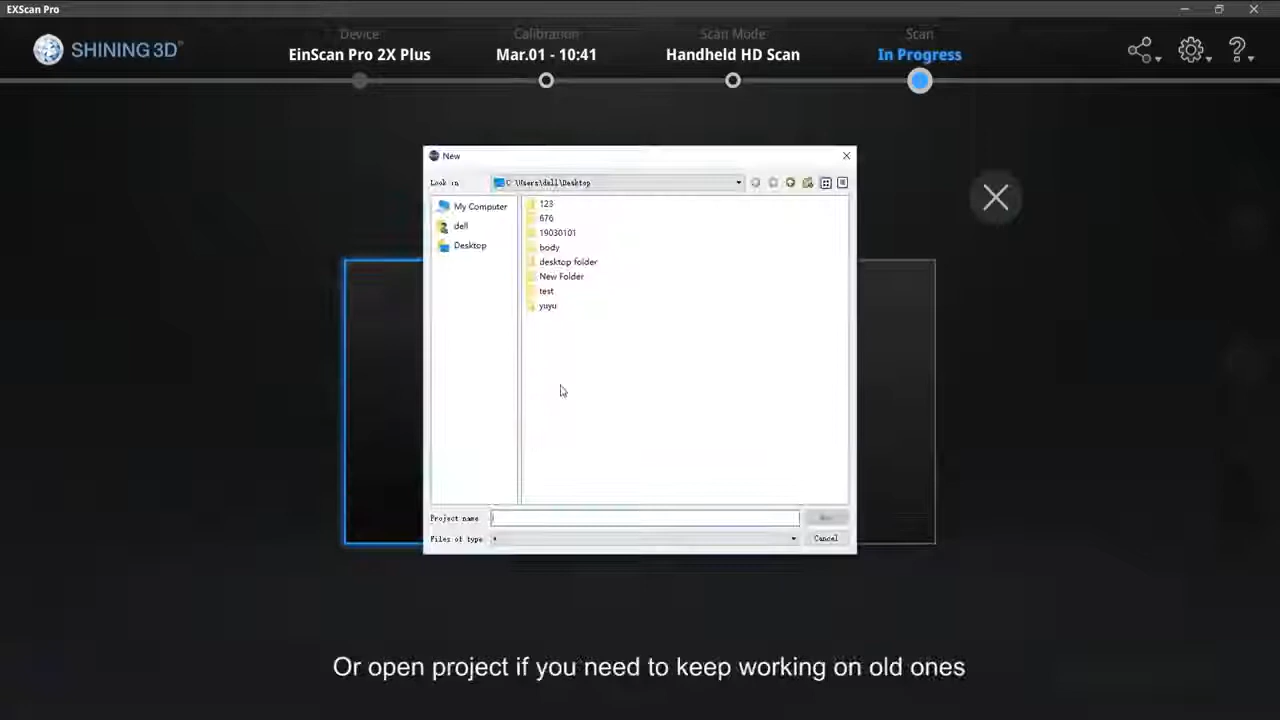 EXScan Pro
SHINING 3D®
Device
EinScan Pro 2X Plus
Calibration
Mar.01 - 10:41
Scan Mode
Handheld HD Scan
Scan
In Progress
New
Look in
C:\Users\dell\Desktop
My Computer
dell
Desktop
123
676
19030101
body
desktop folder
New Folder
test
yuyu
Project name
Files of type
*
Cancel
Or open project if you need to keep working on old ones